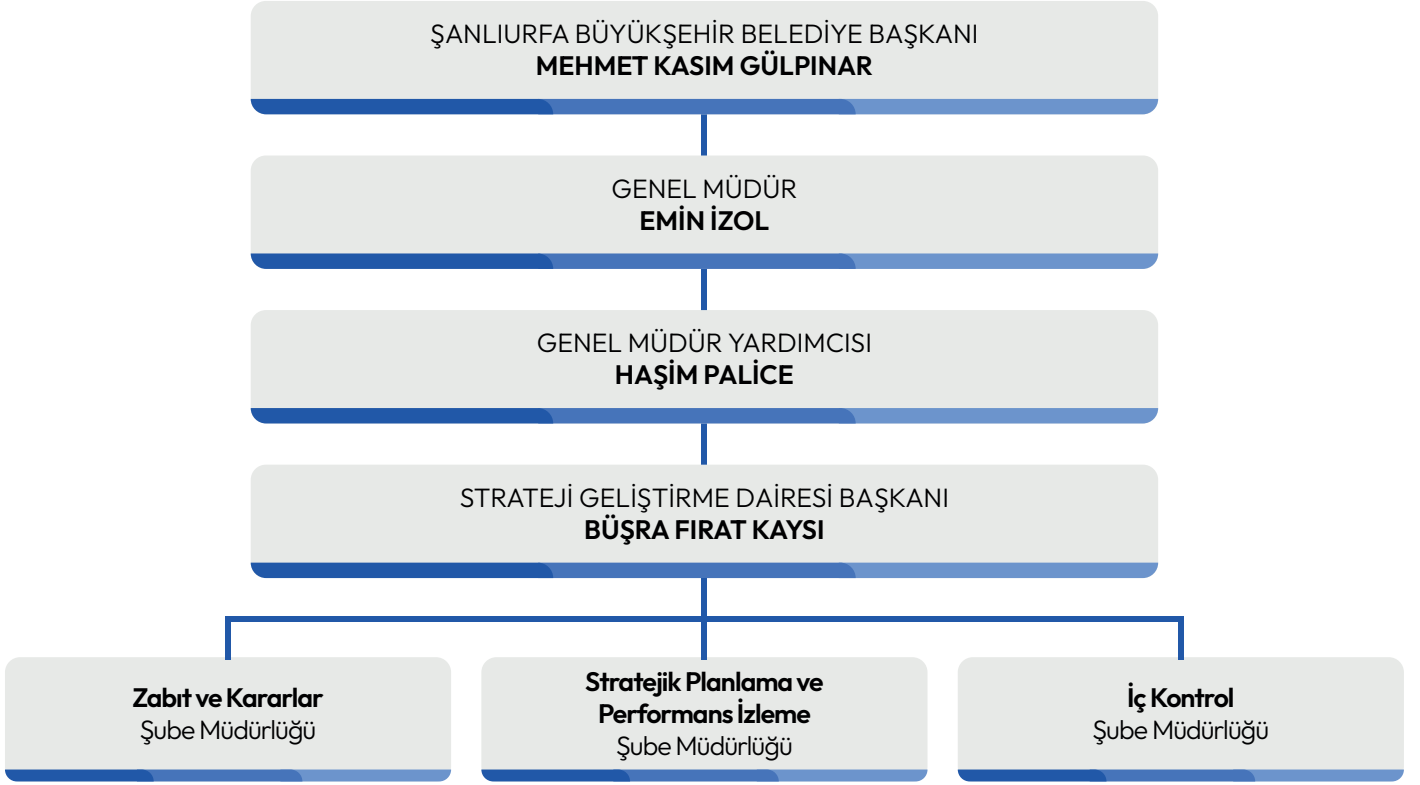 ŞANLIURFA BÜYÜKŞEHİR BELEDİYE BAŞKANI
MEHMET KASIM GÜLPINAR
GENEL MÜDÜR
EMİN İZOL
GENEL MÜDÜR YARDIMCISI
HAŞİM PALİCE
STRATEJİ GELİŞTİRME DAİRESİ BAŞKANI
BÜŞRA FIRAT KAYSI
Zabıt ve Kararlar
Şube Müdürlüğü
Stratejik Planlama ve
Performans İzleme
Şube Müdürlüğü
İç Kontrol
Şube Müdürlüğü